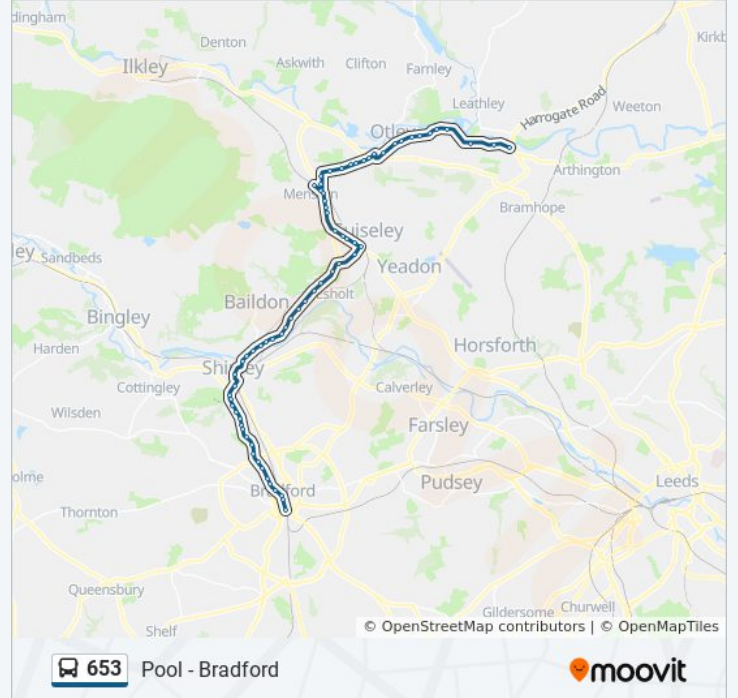 dingham
Denton
Kirkb
Ilkley
Askwith
Clifton
Farnley
Leathley
Harrogate Road
Weeton
Otley
Arthington
Bramhope
Guiseley
ley
Sandbeds
Yeadon
Esholt
Baildon
Bingley
Harden
Horsforth
Shipley
Cottingley
Calverley
Wilsden
Farsley
olme
Bradford
Pudsey
Leeds
Thornton
Queensbury
Gildersome
Churwell
Shelf
© OpenStreetMap contributors | © OpenMapTiles
653 Pool - Bradford
moovit